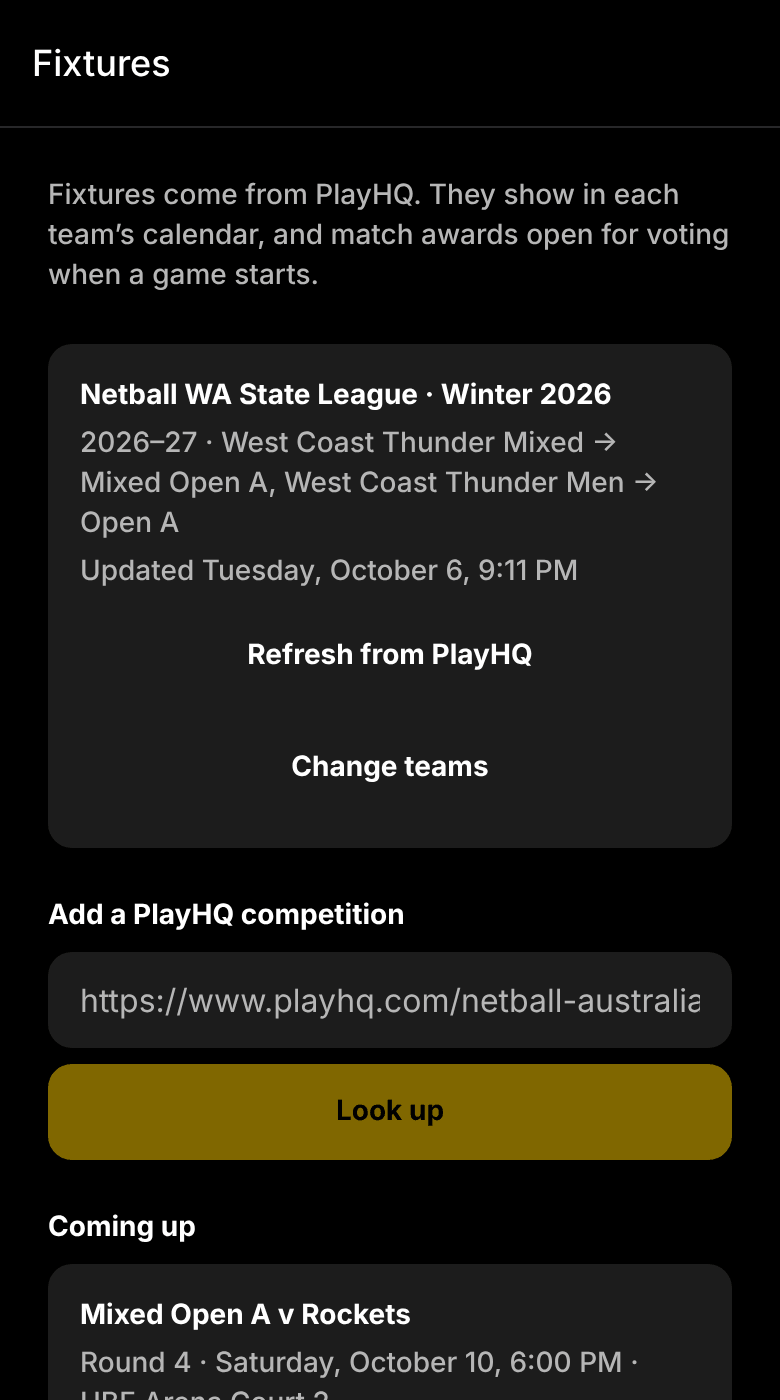 Fixtures
Fixtures come from PlayHQ. They show in each
team’s calendar, and match awards open for voting
when a game starts.
Netball WA State League · Winter 2026
2026–27 · West Coast Thunder Mixed →
Mixed Open A, West Coast Thunder Men →
Open A
Updated Tuesday, October 6, 9:11 PM
Refresh from PlayHQ
Change teams
Add a PlayHQ competition
https://www.playhq.com/netball-australia
Look up
Coming up
Mixed Open A v Rockets
Round 4 · Saturday, October 10, 6:00 PM ·
Arena Court 2